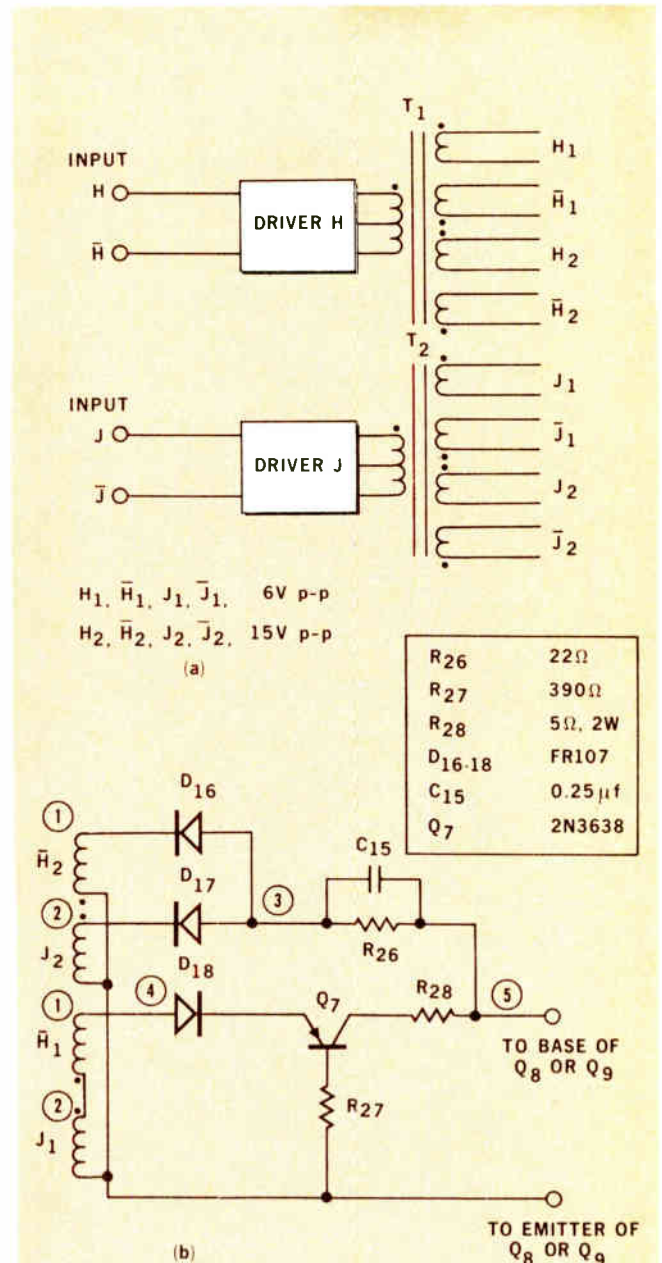 T1
INPUT
H
H̄
DRIVER H
H1
H̄1
H2
H̄2
T2
INPUT
J
J̄
DRIVER J
J1
J̄1
J2
J̄2
H1, H̄1, J1, J̄1, 6V p-p
H2, H̄2, J2, J̄2, 15V p-p
(a)
R26 22Ω
R27 390Ω
R28 5Ω, 2W
D16-18 FR107
C15 0.25μf
Q7 2N3638
1
H̄2
D16
2
J2
D17
3
C15
R26
1
H̄1
D18
4
Q7
R28
5
TO BASE OF
Q8 OR Q9
2
J1
R27
TO EMITTER OF
Q8 OR Q9
(b)